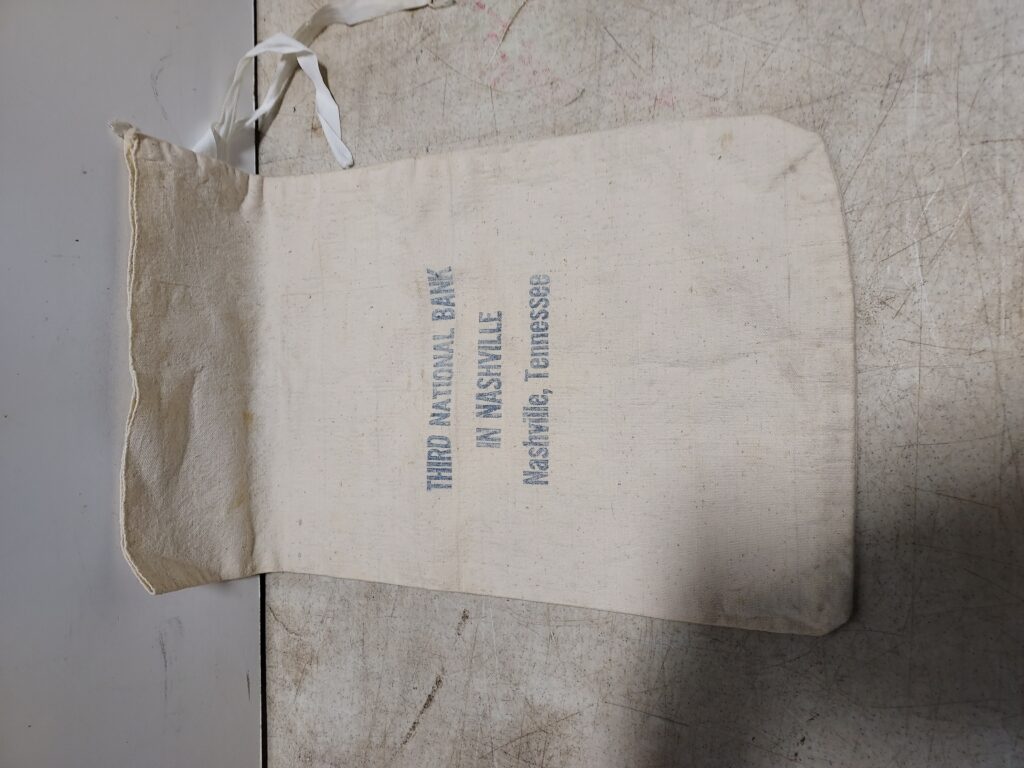 THIRD NATIONAL BANK
IN NASHVILLE
Nashville, Tennessee